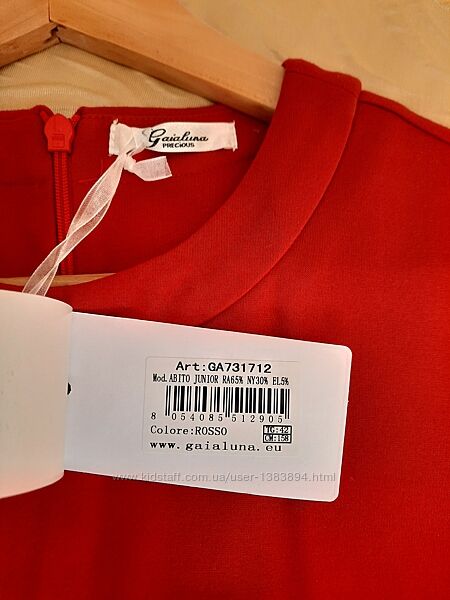 Gaialuna
PRECIOUS
Art:GA731712
Mod.ABITO JUNIOR RA65% NY30% EL5%
8 054085 512905
Colore:ROSSO
TG:42
CM:158
www.gaialuna.eu
www.kidstaff.com.ua/user-1383894.html